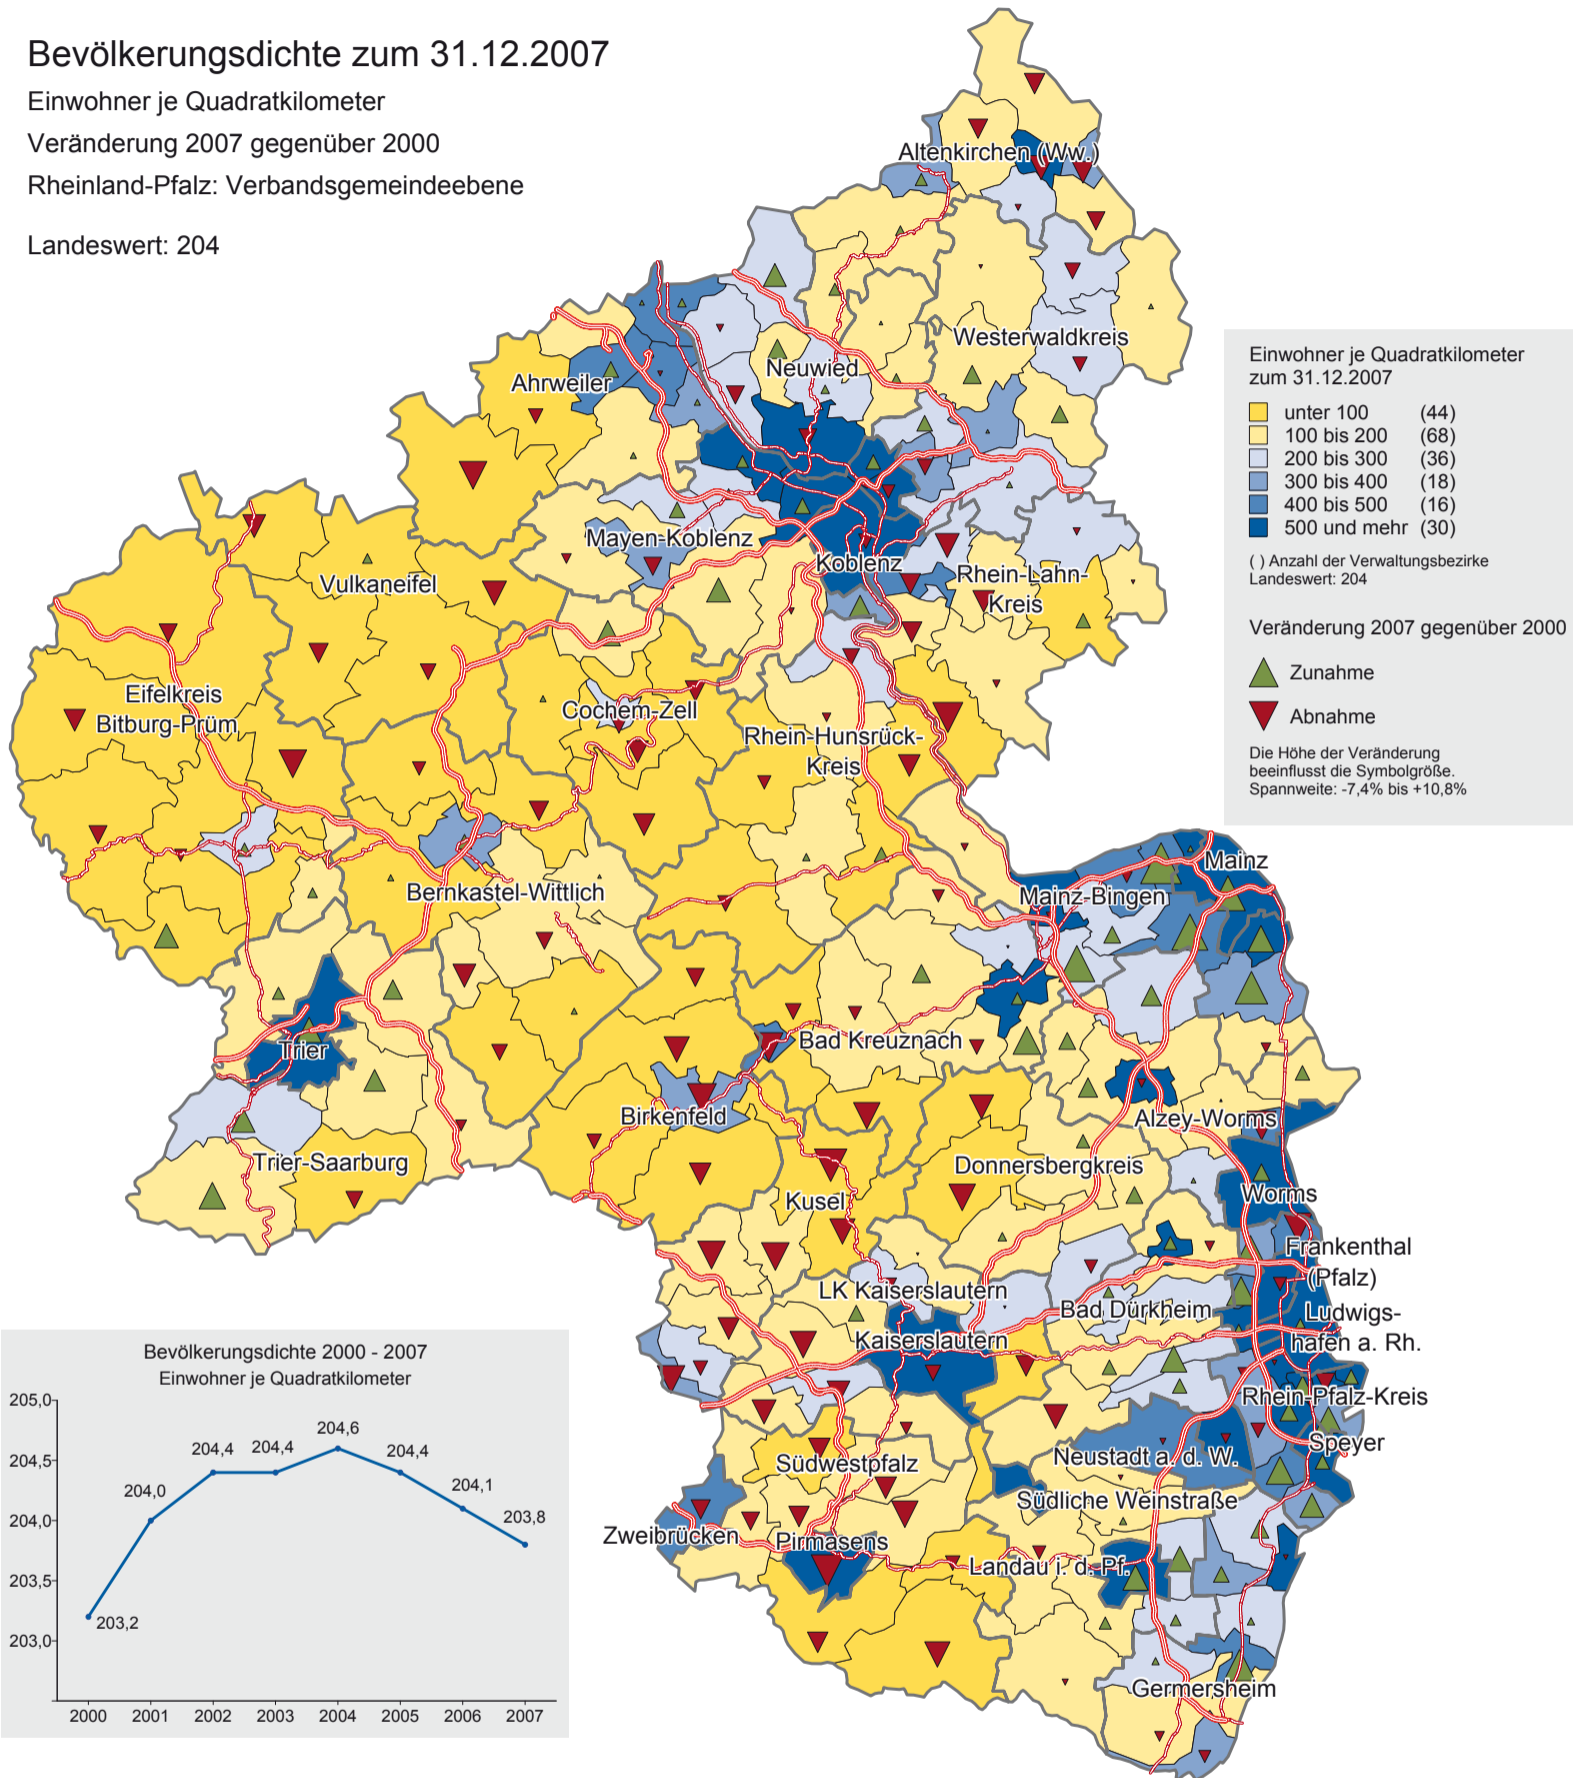 Bevölkerungsdichte zum 31.12.2007
Einwohner je Quadratkilometer
Veränderung 2007 gegenüber 2000
Rheinland-Pfalz: Verbandsgemeindeebene
Landeswert: 204
Altenkirchen (Ww.)
Westerwaldkreis
Neuwied
Ahrweiler
Mayen-Koblenz
Koblenz
Rhein-Lahn-
Kreis
Vulkaneifel
Eifelkreis
Bitburg-Prüm
Cochem-Zell
Rhein-Hunsrück-
Kreis
Bernkastel-Wittlich
Mainz
Mainz-Bingen
Bad Kreuznach
Trier
Birkenfeld
Alzey-Worms
Trier-Saarburg
Donnersbergkreis
Kusel
Worms
Frankenthal
(Pfalz)
LK Kaiserslautern
Bad Dürkheim
Ludwigs-
hafen a. Rh.
Kaiserslautern
Rhein-Pfalz-Kreis
Speyer
Neustadt a. d. W.
Südwestpfalz
Südliche Weinstraße
Zweibrücken
Pirmasens
Landau i. d. Pf.
Germersheim
Einwohner je Quadratkilometer
zum 31.12.2007
unter 100 (44)
100 bis 200 (68)
200 bis 300 (36)
300 bis 400 (18)
400 bis 500 (16)
500 und mehr (30)
( ) Anzahl der Verwaltungsbezirke
Landeswert: 204
Veränderung 2007 gegenüber 2000
Zunahme
Abnahme
Die Höhe der Veränderung
beeinflusst die Symbolgröße.
Spannweite: -7,4% bis +10,8%
Bevölkerungsdichte 2000 - 2007
Einwohner je Quadratkilometer
205,0
204,5
204,0
203,5
203,0
203,2
204,0
204,4
204,4
204,6
204,4
204,1
203,8
2000 2001 2002 2003 2004 2005 2006 2007